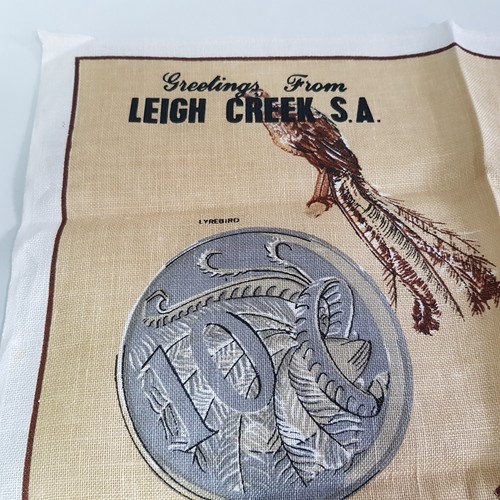 Greetings From
LEIGH CREEK S.A.
LYREBIRD
10